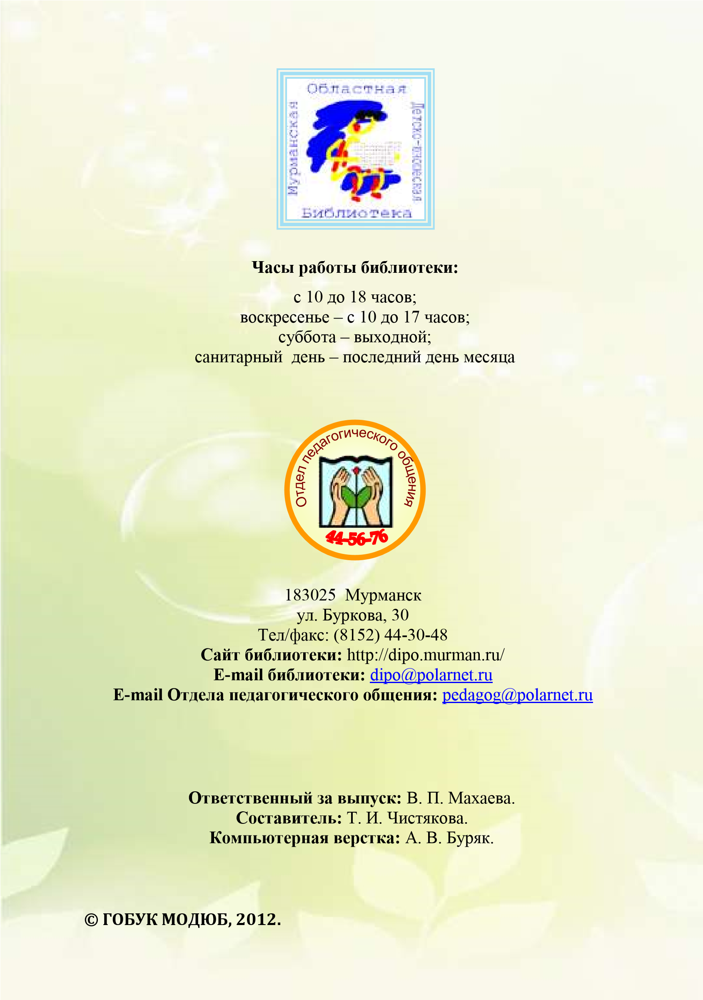 Мурманская
Областная
Детско-юношеская
Библиотека
Часы работы библиотеки:
с 10 до 18 часов;
воскресенье – с 10 до 17 часов;
суббота – выходной;
санитарный  день – последний день месяца
Отдел педагогического общения
44-56-76
183025  Мурманск
ул. Буркова, 30
Тел/факс: (8152) 44-30-48
Сайт библиотеки: http://dipo.murman.ru/
E-mail библиотеки: dipo@polarnet.ru
E-mail Отдела педагогического общения: pedagog@polarnet.ru
Ответственный за выпуск: В. П. Махаева.
Составитель: Т. И. Чистякова.
Компьютерная верстка: А. В. Буряк.
© ГОБУК МОДЮБ, 2012.